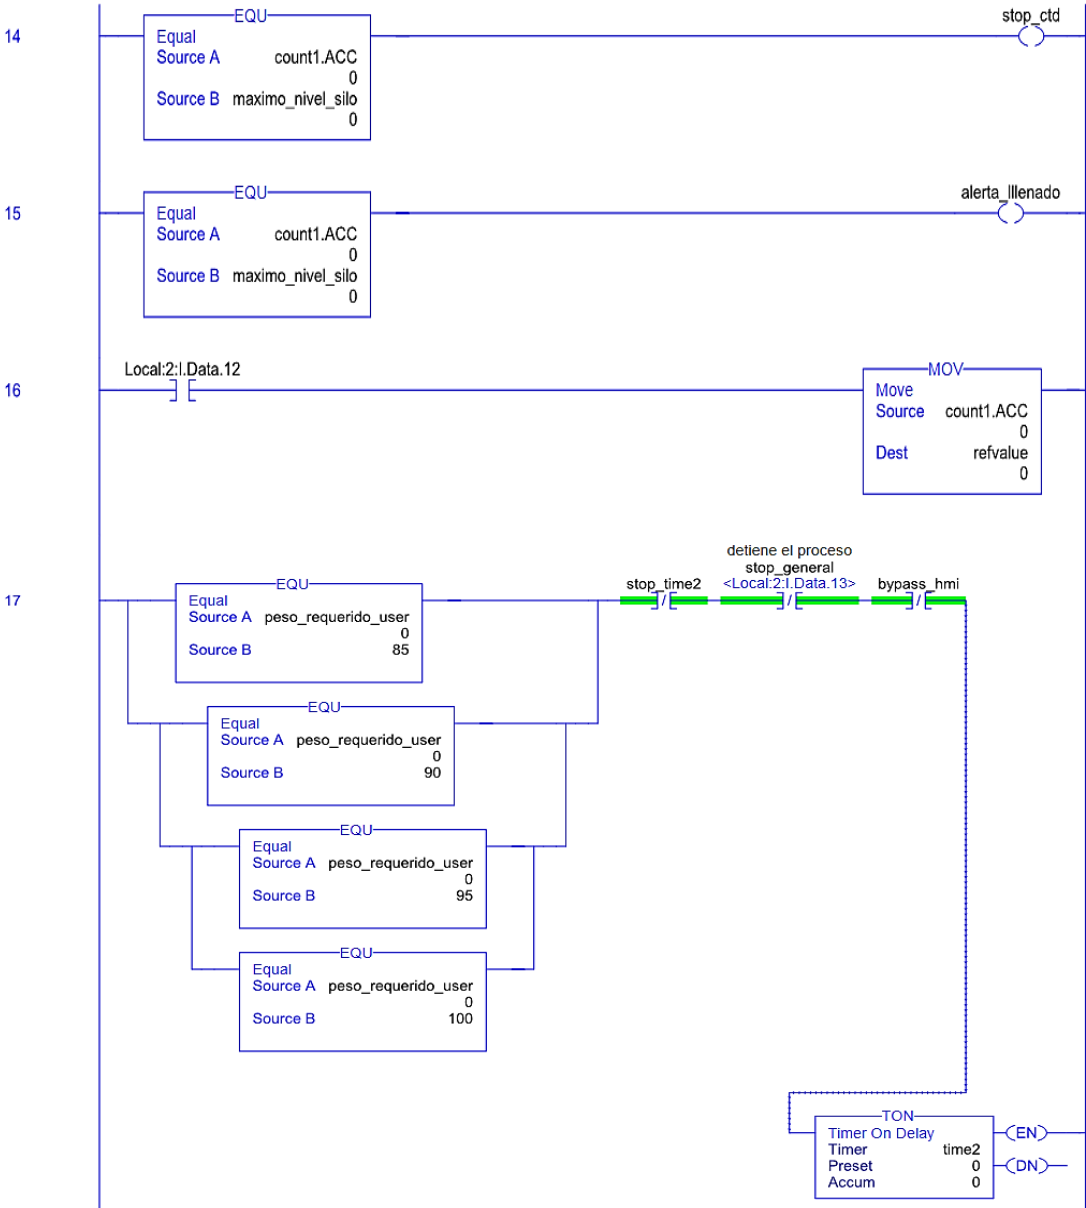 14
EQU
Equal
Source A count1.ACC
0
Source B maximo_nivel_silo
0
stop_ctd
15
EQU
Equal
Source A count1.ACC
0
Source B maximo_nivel_silo
0
alerta_lllenado
16
Local:2:I.Data.12
MOV
Move
Source count1.ACC
0
Dest refvalue
0
17
EQU
Equal
Source A peso_requerido_user
0
Source B 85
EQU
Equal
Source A peso_requerido_user
0
Source B 90
EQU
Equal
Source A peso_requerido_user
0
Source B 95
EQU
Equal
Source A peso_requerido_user
0
Source B 100
stop_time2
detiene el proceso
stop_general
<Local:2:I.Data.13>
bypass_hmi
TON
Timer On Delay
Timer time2
Preset 0
Accum 0
EN
DN